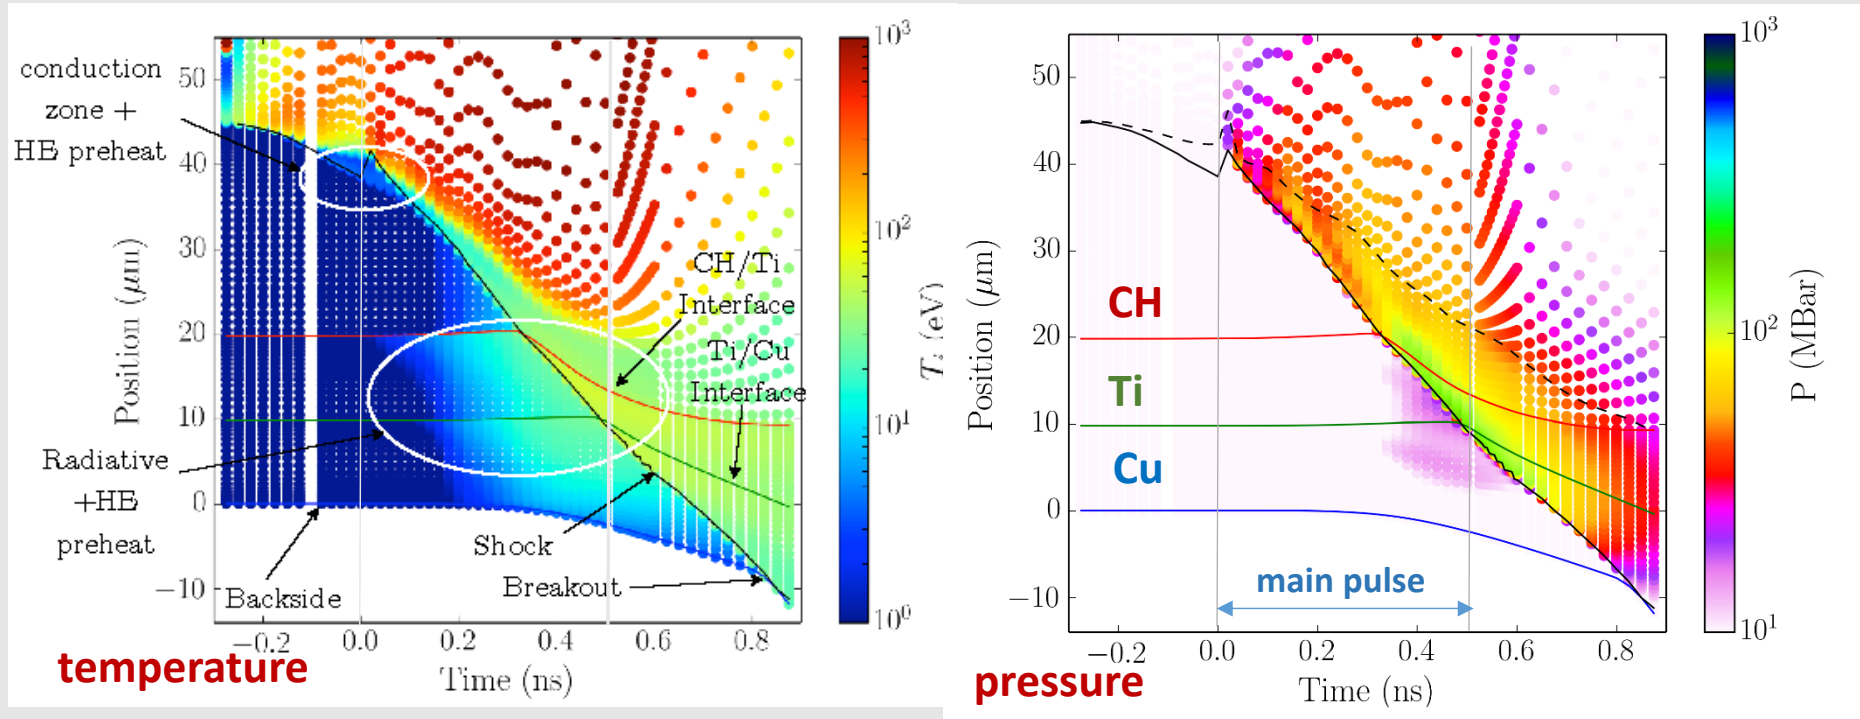 conduction
zone +
HE preheat
Radiative
+HE
preheat
Position (μm)
50
40
30
20
10
0
−10
CH/Ti
Interface
Ti/Cu
Interface
Shock
Breakout
Backside
−0.2 0.0 0.2 0.4 0.6 0.8
Time (ns)
temperature
10³
10²
10¹
10⁰
(eV)
Position (μm)
50
40
30
20
10
0
−10
CH
Ti
Cu
main pulse
−0.2 0.0 0.2 0.4 0.6 0.8
Time (ns)
pressure
10³
10²
10¹
P (MBar)